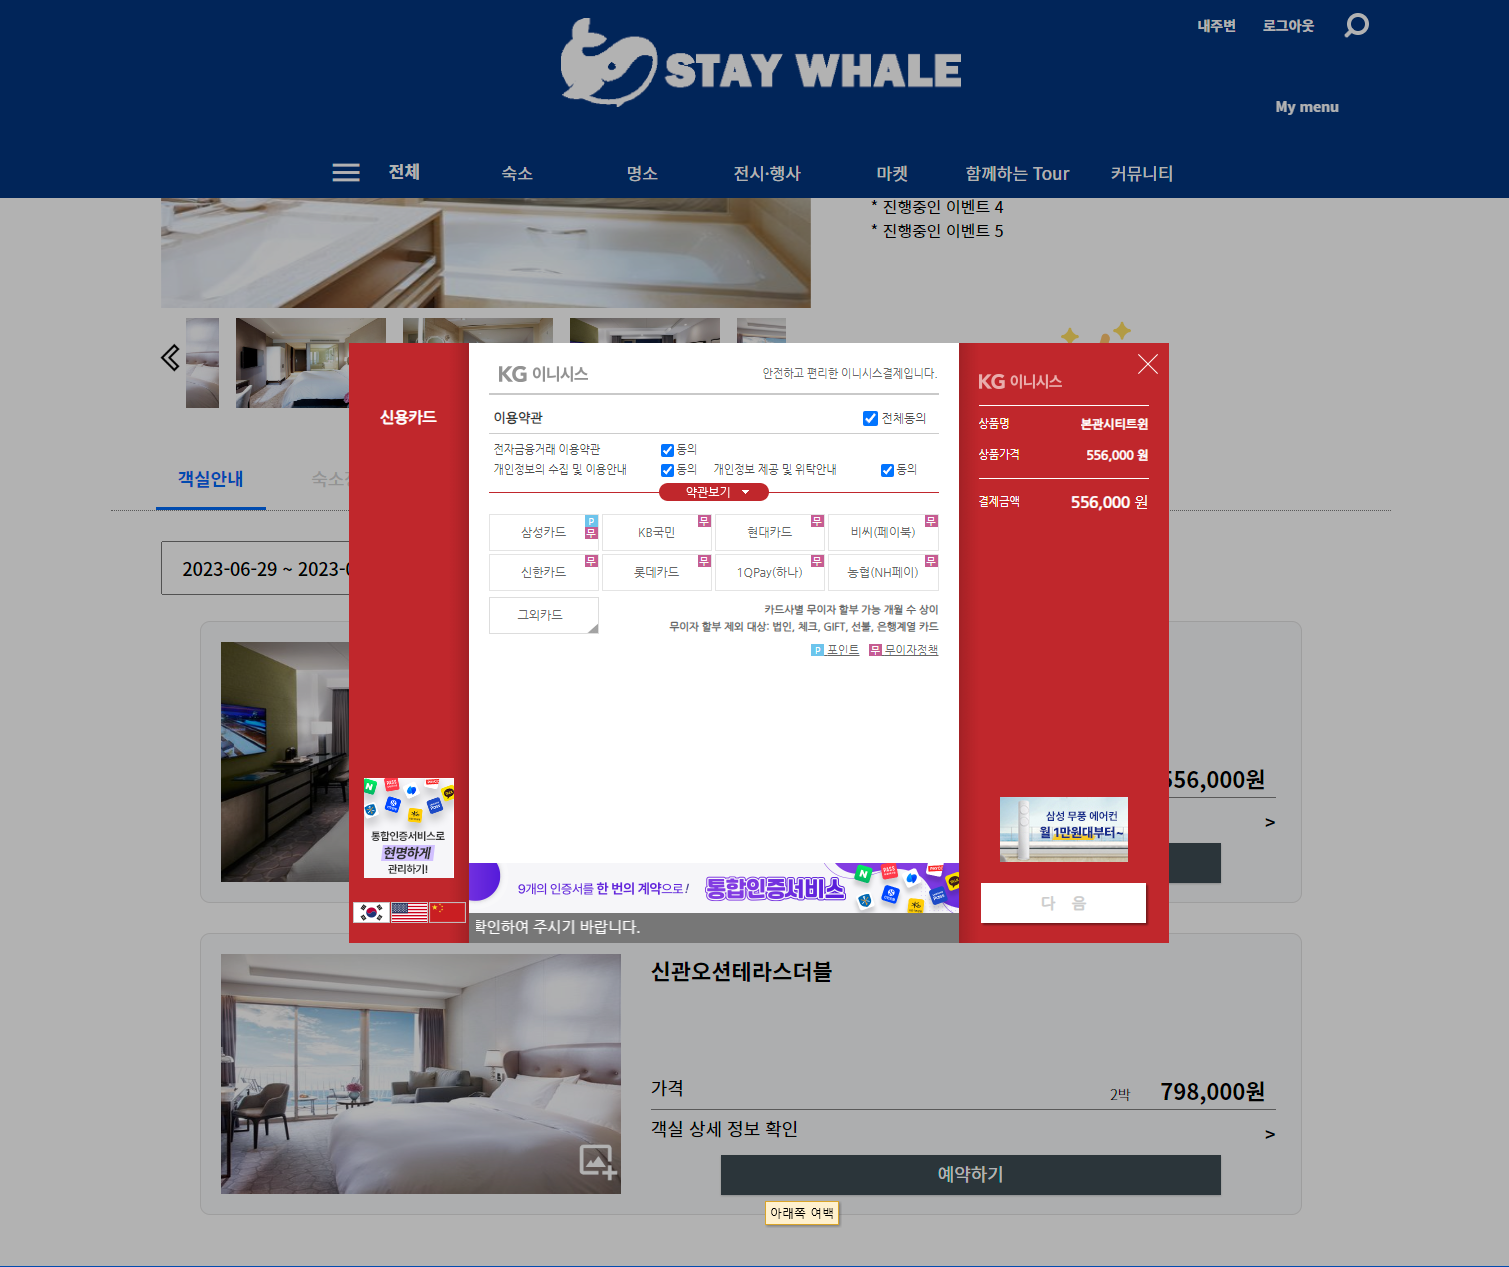 내주변
로그아웃
STAY WHALE
My menu
전체
숙소
명소
전시·행사
마켓
함께하는 Tour
커뮤니티
* 진행중인 이벤트 4
* 진행중인 이벤트 5
객실안내
2023-06-29 ~ 2023-
신용카드
KG 이니시스
안전하고 편리한 이니시스결제입니다.
이용약관
전체동의
전자금융거래 이용약관
동의
개인정보의 수집 및 이용안내
동의
개인정보 제공 및 위탁안내
동의
약관보기
삼성카드
P
무
KB국민
무
현대카드
무
비씨(페이북)
무
신한카드
무
롯데카드
무
1QPay(하나)
무
농협(NH페이)
무
그외카드
카드사별 무이자 할부 가능 개월 수 상이
무이자 할부 제외 대상: 법인, 체크, GIFT, 선불, 은행계열 카드
P 포인트
무 무이자정책
통합인증서비스로
현명하게
관리하기!
9개의 인증서를 한 번의 계약으로! 통합인증서비스
확인하여 주시기 바랍니다.
KG 이니시스
상품명
본관시티트윈
상품가격
556,000 원
결제금액
556,000 원
삼성 무풍 에어컨
월 1만원대부터~
다 음
556,000원
>
신관오션테라스더블
가격
2박
798,000원
객실 상세 정보 확인
>
예약하기
아래쪽 여백